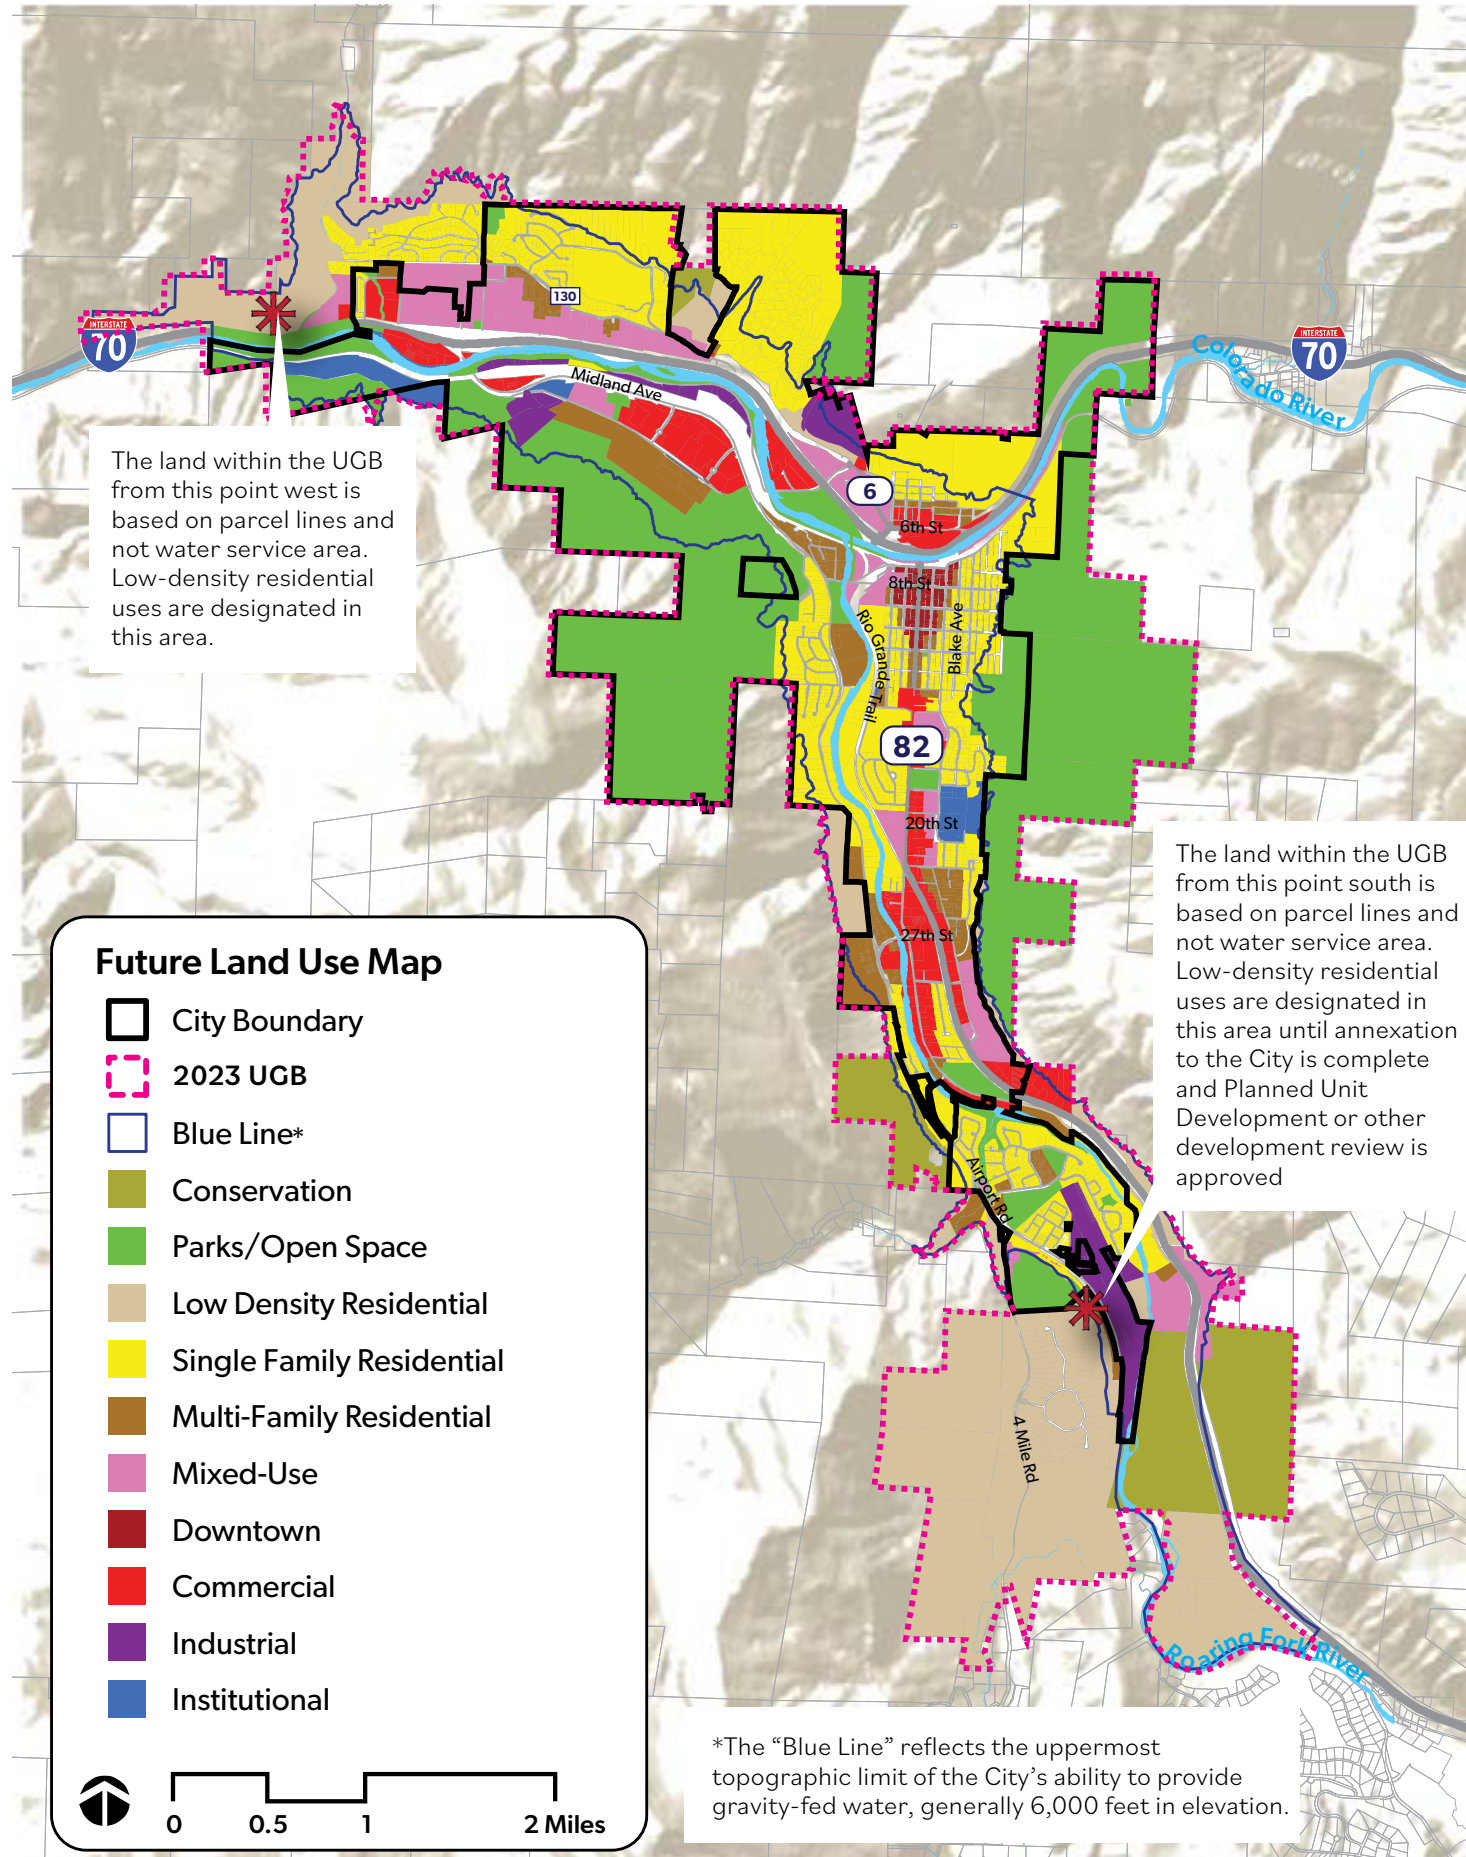 INTERSTATE
70
130
Midland Ave
INTERSTATE
70
Colorado River
The land within the UGB
from this point west is
based on parcel lines and
not water service area.
Low-density residential
uses are designated in
this area.
6
6th St
8th St
Rio Grande Trail
Blake Ave
82
20th St
27th St
The land within the UGB
from this point south is
based on parcel lines and
not water service area.
Low-density residential
uses are designated in
this area until annexation
to the City is complete
and Planned Unit
Development or other
development review is
approved
Airport Rd
4 Mile Rd
Roaring Fork River
Future Land Use Map
City Boundary
2023 UGB
Blue Line*
Conservation
Parks/Open Space
Low Density Residential
Single Family Residential
Multi-Family Residential
Mixed-Use
Downtown
Commercial
Industrial
Institutional
0 0.5 1 2 Miles
*The “Blue Line” reflects the uppermost
topographic limit of the City’s ability to provide
gravity-fed water, generally 6,000 feet in elevation.